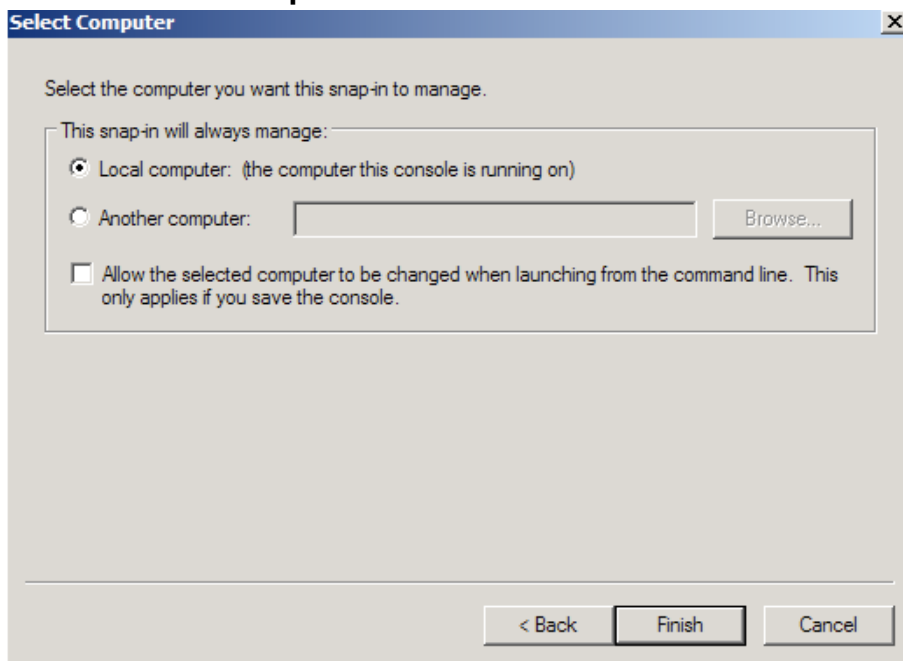 Select Computer
Select the computer you want this snap-in to manage.
This snap-in will always manage:
Local computer: (the computer this console is running on)
Another computer:
Browse...
Allow the selected computer to be changed when launching from the command line. This
only applies if you save the console.
< Back
Finish
Cancel